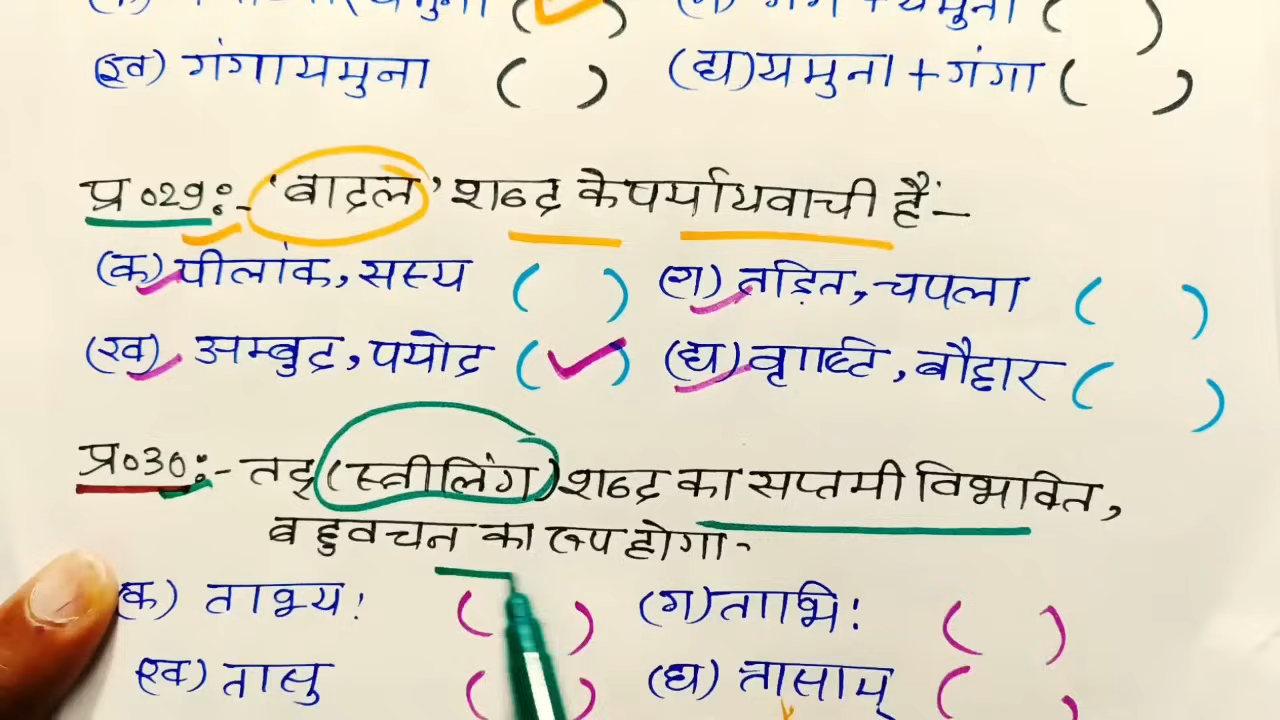 (ख) गंगायमुना ( ) (घ) यमुना + गंगा ( )
प्र०29:- 'बादल' शब्द के पर्यायवाची हैं-
(क) पीलांक, सस्य ( ) (ग) तड़ित, चपला ( )
(ख) अम्बुद, पयोद (✓) (घ) वृष्टि, बौद्दार ( )
प्र०30:- तद् (स्त्रीलिंग) शब्द का सप्तमी विभक्ति,
बहुवचन का रूप होगा-
क) ताभ्यः ( ) (ग) ताभिः ( )
(ख) तासु ( ) (घ) तासाम् ( )